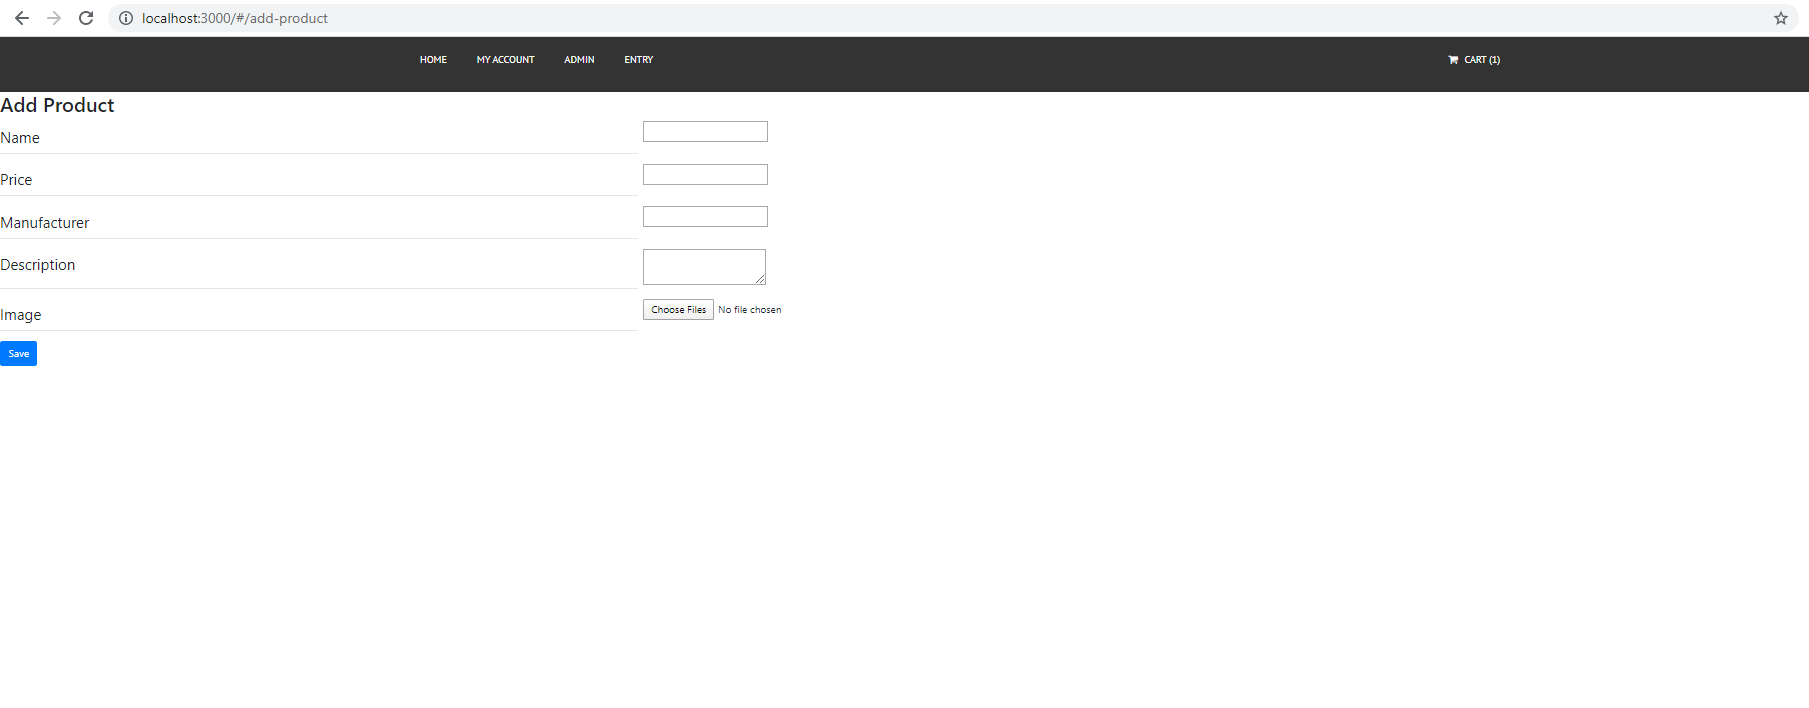 localhost:3000/#/add-product
HOME MY ACCOUNT ADMIN ENTRY CART (1)
Add Product
Name
Price
Manufacturer
Description
Image Choose Files No file chosen
Save